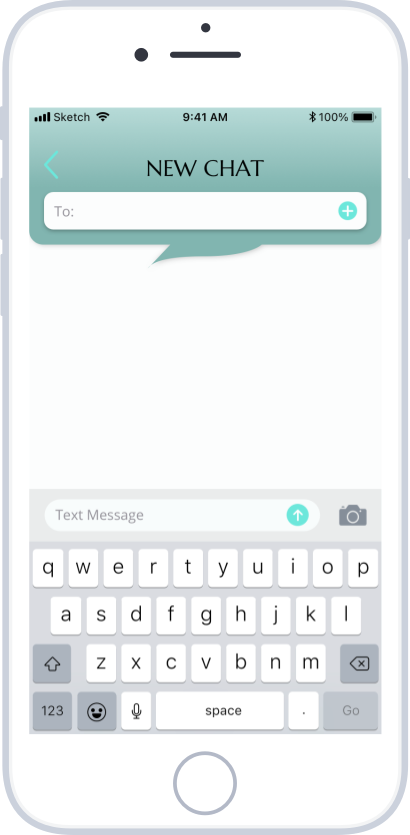 Sketch 9:41 AM 100%
NEW CHAT
To:
Text Message
q w e r t y u i o p
a s d f g h j k l
z x c v b n m
123 space . Go